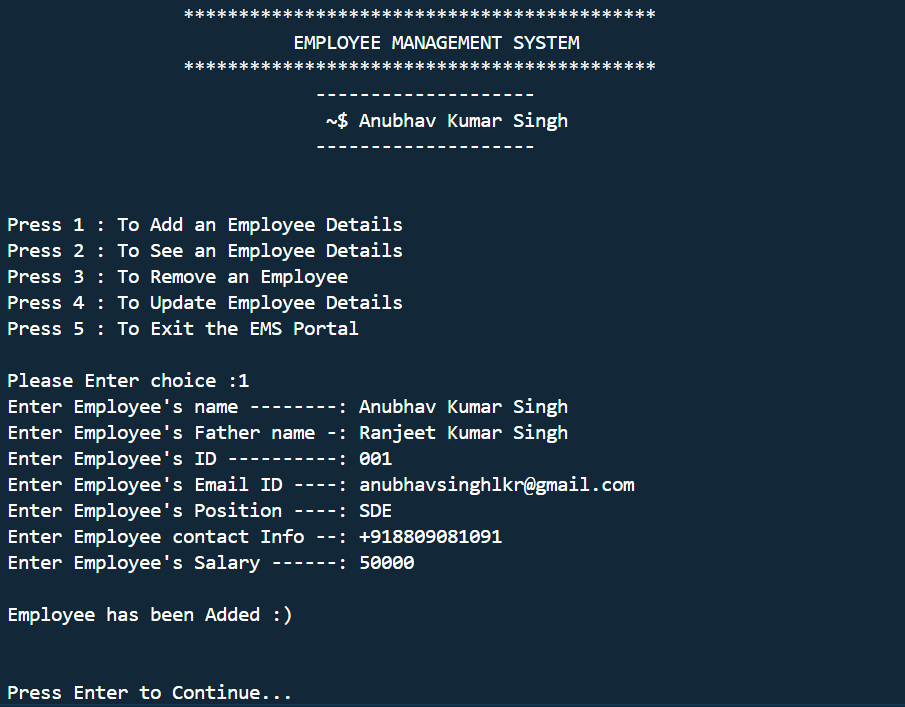 *******************************************
EMPLOYEE MANAGEMENT SYSTEM
*******************************************
--------------------
~$ Anubhav Kumar Singh
--------------------
Press 1 : To Add an Employee Details
Press 2 : To See an Employee Details
Press 3 : To Remove an Employee
Press 4 : To Update Employee Details
Press 5 : To Exit the EMS Portal
Please Enter choice :1
Enter Employee's name --------: Anubhav Kumar Singh
Enter Employee's Father name -: Ranjeet Kumar Singh
Enter Employee's ID ----------: 001
Enter Employee's Email ID ----: anubhavsinghlkr@gmail.com
Enter Employee's Position ----: SDE
Enter Employee contact Info --: +918809081091
Enter Employee's Salary ------: 50000
Employee has been Added :)
Press Enter to Continue...